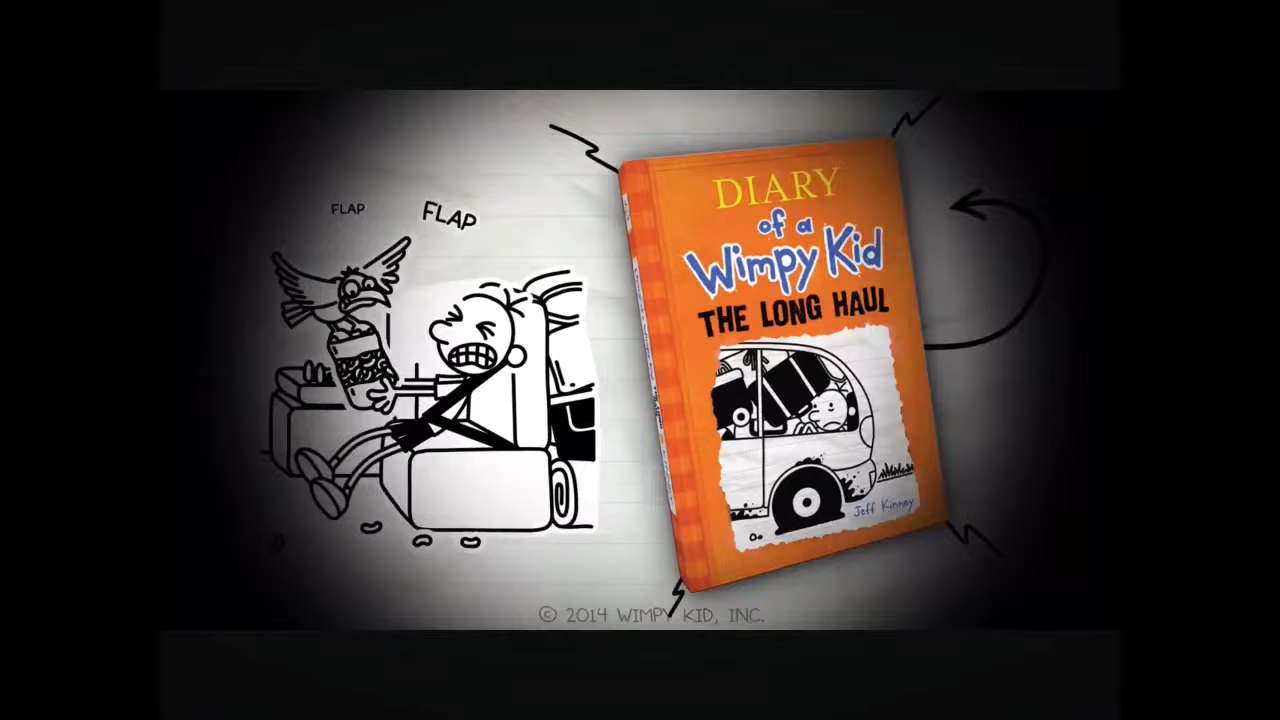 FLAP
FLAP
DIARY
of a
Wimpy Kid
THE LONG HAUL
Jeff Kinney
© 2014 WIMPY KID, INC.